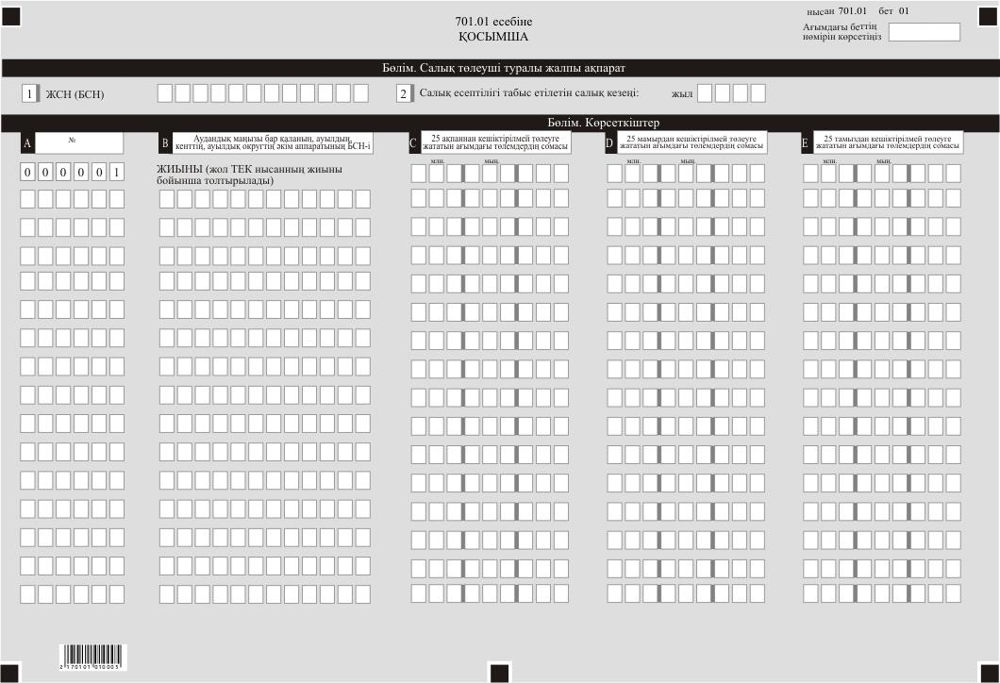 701.01 есебіне
ҚОСЫМША
нысан 701.01 бет 01
Ағымдағы беттің
нөмірін көрсетіңіз
Бөлім. Салық төлеуші туралы жалпы ақпарат
1 ЖСН (БСН)
2 Салық есептілігі табыс етілетін салық кезеңі: жыл
Бөлім. Көрсеткіштер
A №
B Аудандық маңызы бар қаланың, ауылдың,
кенттің, ауылдық округтің әкім аппаратының БСН-і
C 25 ақпаннан кешіктірілмей төлеуге
жататын ағымдағы төлемдердің сомасы
D 25 мамырдан кешіктірілмей төлеуге
жататын ағымдағы төлемдердің сомасы
E 25 тамыздан кешіктірілмей төлеуге
жататын ағымдағы төлемдердің сомасы
млн. мың. млн. мың. млн. мың.
0 0 0 0 0 1
ЖИЫНЫ (жол ТЕК нысанның жиыны
бойынша толтырылады)
2 170101 010005